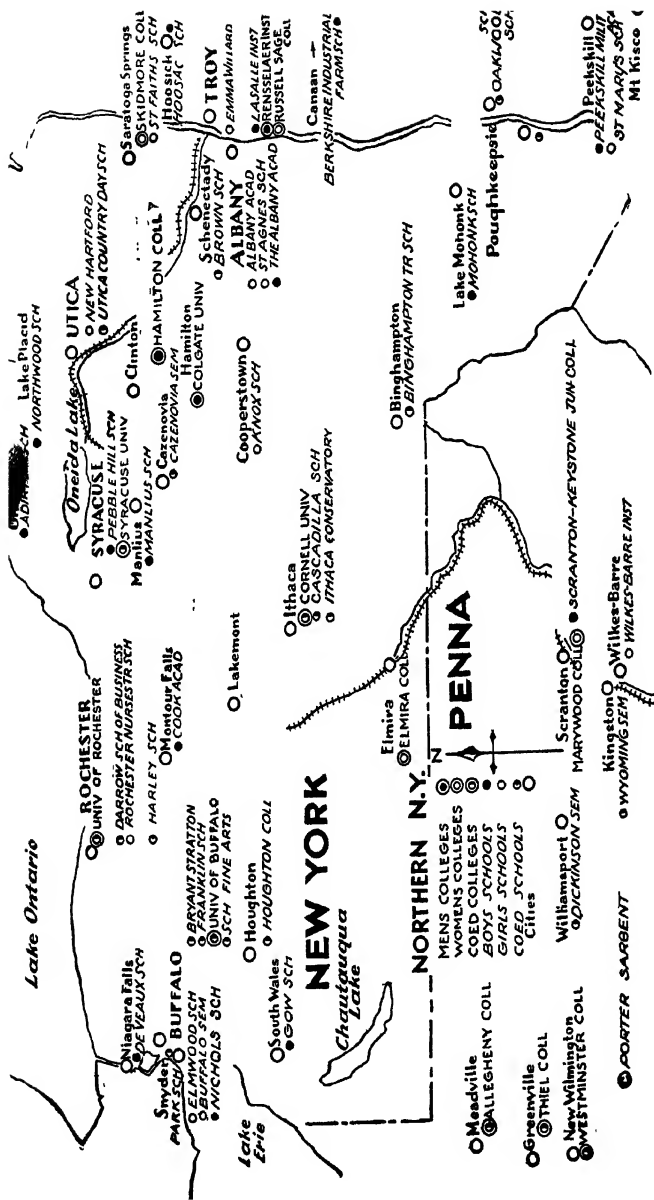 Lake Ontario
Niagara Falls
DE VEAUX SCH
Snyder
PARK SCH
BUFFALO
ELMWOOD SCH
BUFFALO SEM
NICHOLS SCH
BRYANT STRATTON
FRANKLIN SCH
UNIV OF BUFFALO
SCH FINE ARTS
Lake
Erie
South Wales
GOW SCH
Houghton
HOUGHTON COLL
Chautauqua
Lake
ROCHESTER
UNIV OF ROCHESTER
DARROW SCH OF BUSINESS
ROCHESTER NURSES TR SCH
HARLEY SCH
Montour Falls
COOK ACAD
Lakemont
NEW YORK
SYRACUSE
PEBBLE HILL SCH
SYRACUSE UNIV
Manlius
MANLIUS SCH
Oneida Lake
Lake Placid
NORTHWOOD SCH
UTICA
NEW HARTFORD
UTICA COUNTRY DAY SCH
Clinton
HAMILTON COLL
Cazenovia
CAZENOVIA SEM
Hamilton
COLGATE UNIV
Cooperstown
KNOX SCH
Ithaca
CORNELL UNIV
CASCADILLA SCH
ITHACA CONSERVATORY
Elmira
ELMIRA COLL
Binghampton
BINGHAMPTON TR SCH
Saratoga Springs
SKIDMORE COLL
ST FAITHS SCH
Hoosick
HOOSAC SCH
TROY
EMMA WILLARD
LASALLE INST
RENSSELAER INST
RUSSELL SAGE
COLL
Schenectady
BROWN SCH
ALBANY
ALBANY ACAD
ST AGNES SCH
THE ALBANY ACAD
Canaan →
BERKSHIRE INDUSTRIAL
FARM SCH
Lake Mohonk
MOHONK SCH
Poughkeepsie
OAKWOOD
SCH
Peekskill
PEEKSKILL MILIT
ST MARYS SCH
Mt Kisco
NORTHERN N.Y.
MENS COLLEGES
WOMENS COLLEGES
COED COLLEGES
BOYS SCHOOLS
GIRLS SCHOOLS
COED SCHOOLS
Cities
N
PENNA
Meadville
ALLEGHENY COLL
Greenville
THIEL COLL
New Wilmington
WESTMINSTER COLL
Williamsport
DICKINSON SEM
Scranton
MARYWOOD COLL
SCRANTON-KEYSTONE JUN COLL
Kingston
WYOMING SEM
Wilkes-Barre
WILKES-BARRE INST
© PORTER SARGENT